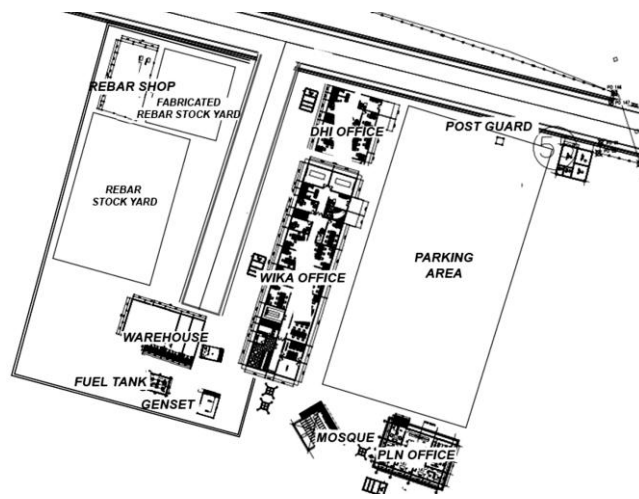 REBAR SHOP
FABRICATED
REBAR STOCK YARD
DHI OFFICE
POST GUARD
REBAR
STOCK YARD
WIKA OFFICE
PARKING
AREA
WAREHOUSE
FUEL TANK
GENSET
MOSQUE
PLN OFFICE